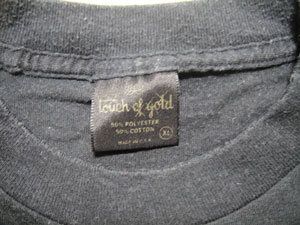 touch of gold
50% POLYESTER
50% COTTON
XL
MADE IN U.S.A.